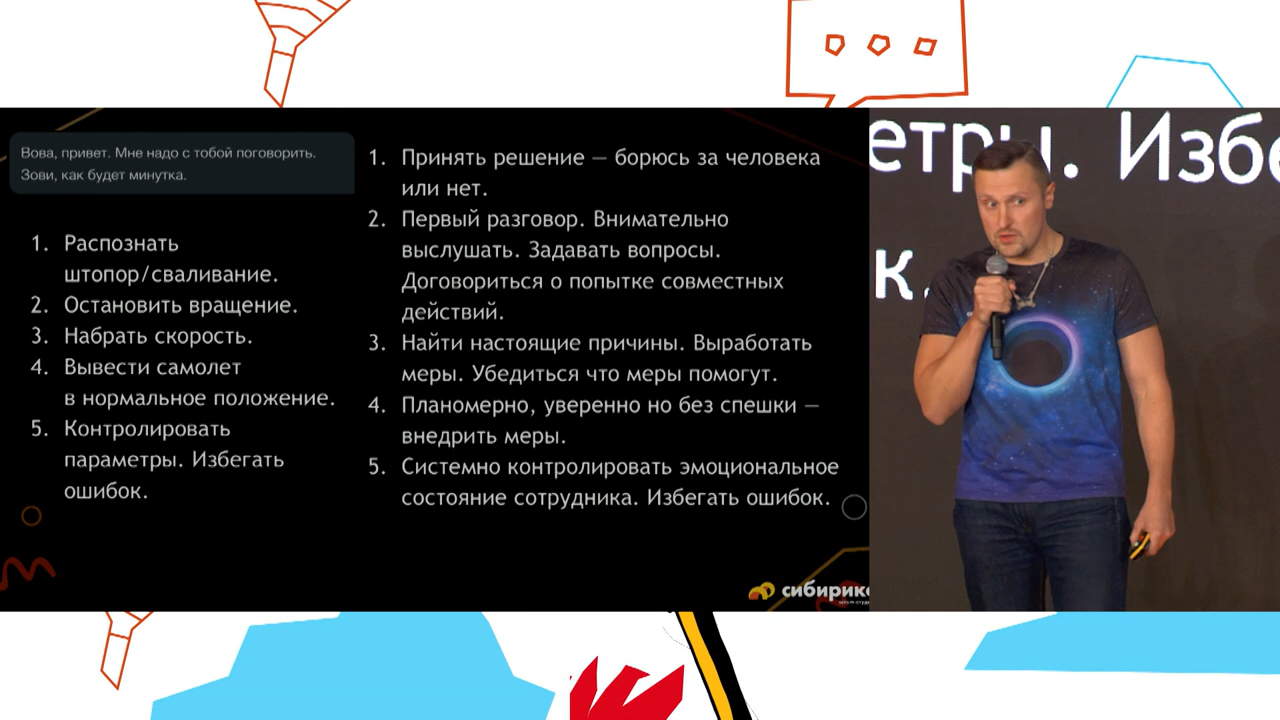 Вова, привет. Мне надо с тобой поговорить.
Зови, как будет минутка.
1. Распознать
штопор/сваливание.
2. Остановить вращение.
3. Набрать скорость.
4. Вывести самолет
в нормальное положение.
5. Контролировать
параметры. Избегать
ошибок.
1. Принять решение — борюсь за человека
или нет.
2. Первый разговор. Внимательно
выслушать. Задавать вопросы.
Договориться о попытке совместных
действий.
3. Найти настоящие причины. Выработать
меры. Убедиться что меры помогут.
4. Планомерно, уверенно но без спешки —
внедрить меры.
5. Системно контролировать эмоциональное
состояние сотрудника. Избегать ошибок.
сибирикс
етры. Избе
к.